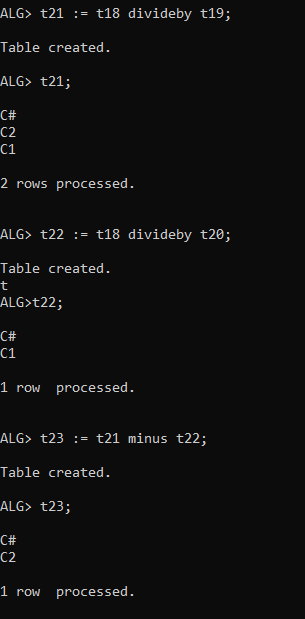 ALG> t21 := t18 divideby t19;
Table created.
ALG> t21;
C#
C2
C1
2 rows processed.
ALG> t22 := t18 divideby t20;
Table created.
t
ALG>t22;
C#
C1
1 row  processed.
ALG> t23 := t21 minus t22;
Table created.
ALG> t23;
C#
C2
1 row  processed.